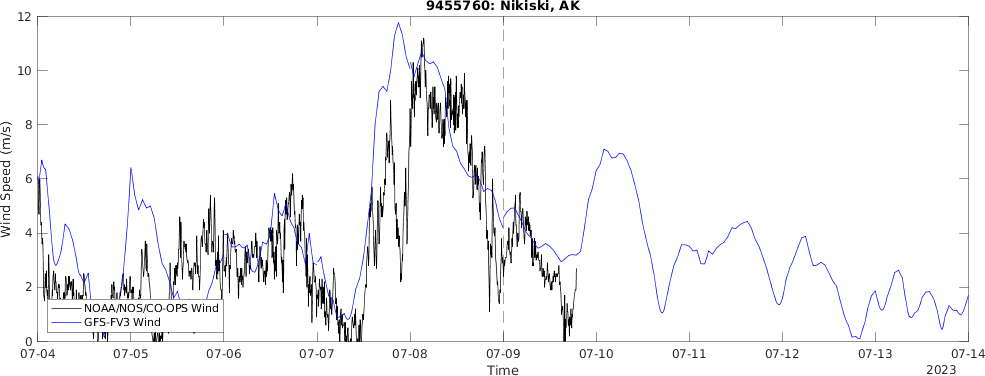 9455760: Nikiski, AK
Wind Speed (m/s)
12
10
8
6
4
2
0
NOAA/NOS/CO-OPS Wind
GFS-FV3 Wind
07-04 07-05 07-06 07-07 07-08 07-09 07-10 07-11 07-12 07-13 07-14
Time
2023